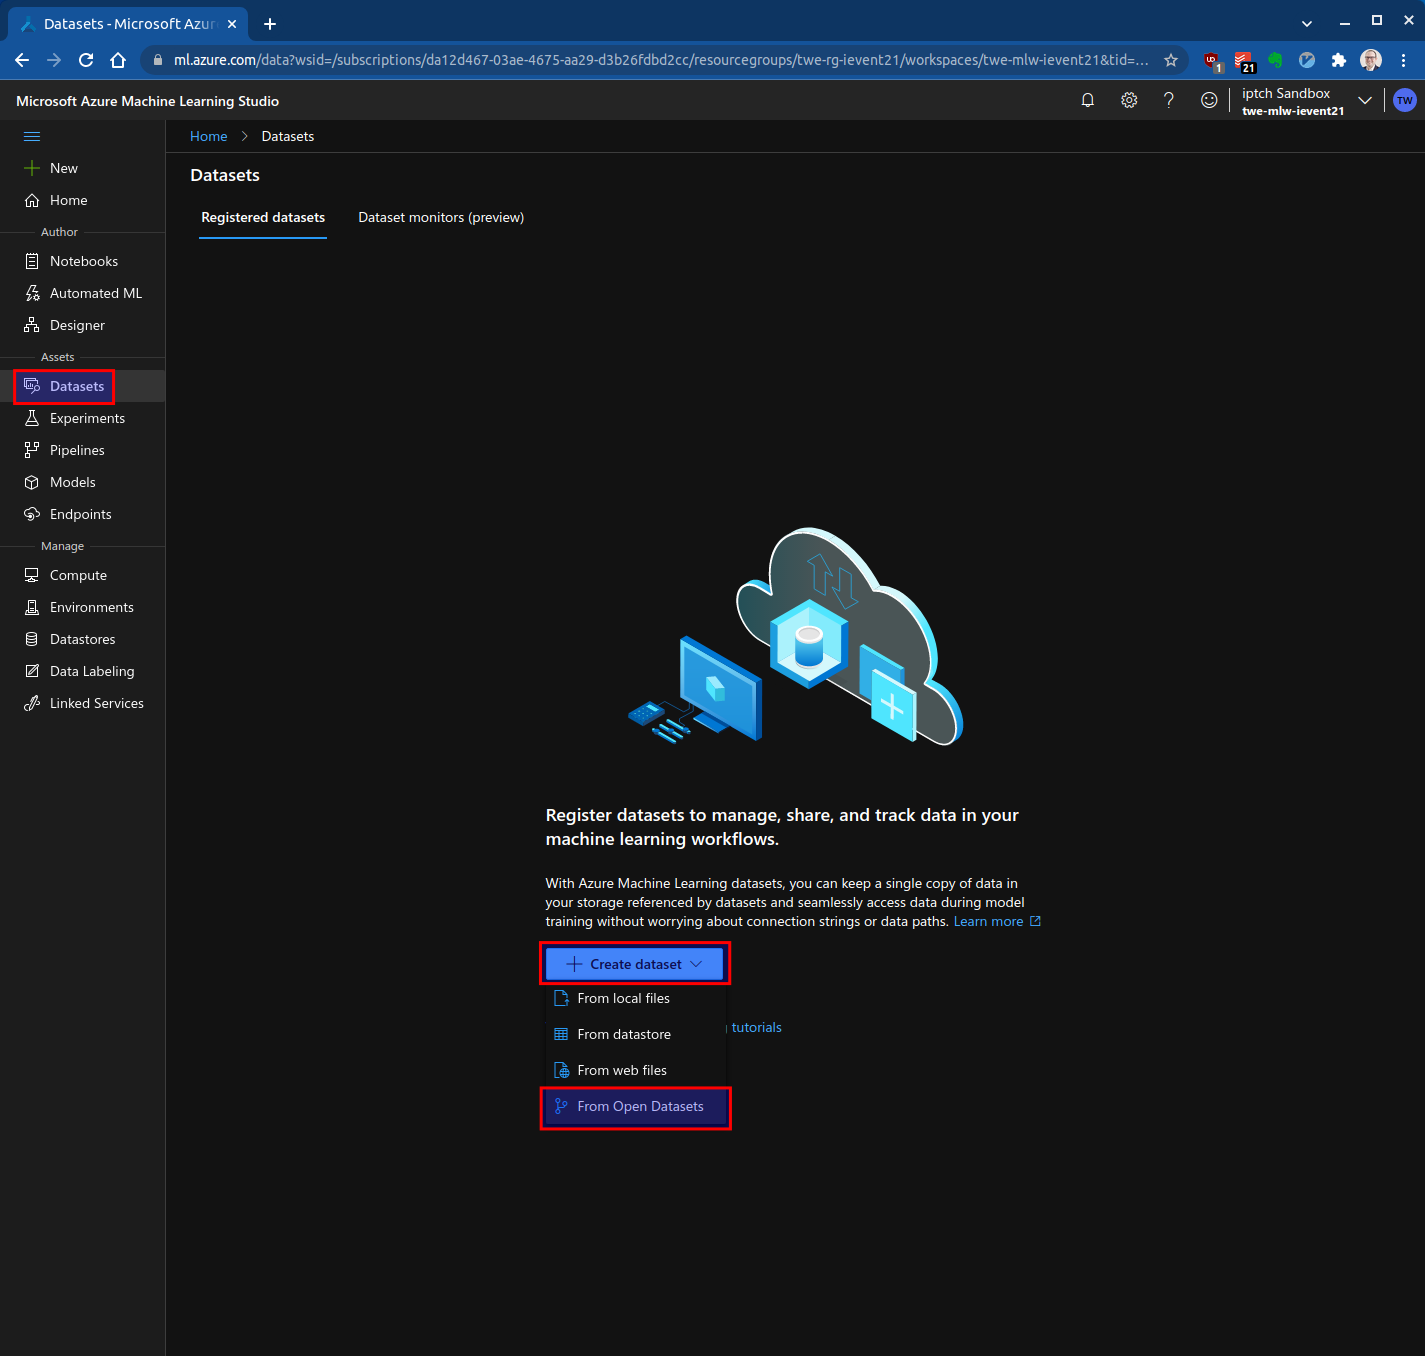 Datasets - Microsoft Azur
ml.azure.com/data?wsid=/subscriptions/da12d467-03ae-4675-aa29-d3b26fdbd2cc/resourcegroups/twe-rg-ievent21/workspaces/twe-mlw-ievent21&tid=...
1
21
Microsoft Azure Machine Learning Studio
iptch Sandbox
twe-mlw-ievent21
TW
Home > Datasets
New
Home
Author
Notebooks
Automated ML
Designer
Assets
Datasets
Experiments
Pipelines
Models
Endpoints
Manage
Compute
Environments
Datastores
Data Labeling
Linked Services
Datasets
Registered datasets
Dataset monitors (preview)
Register datasets to manage, share, and track data in your
machine learning workflows.
With Azure Machine Learning datasets, you can keep a single copy of data in
your storage referenced by datasets and seamlessly access data during model
training without worrying about connection strings or data paths. Learn more
Create dataset
From local files
From datastore
tutorials
From web files
From Open Datasets